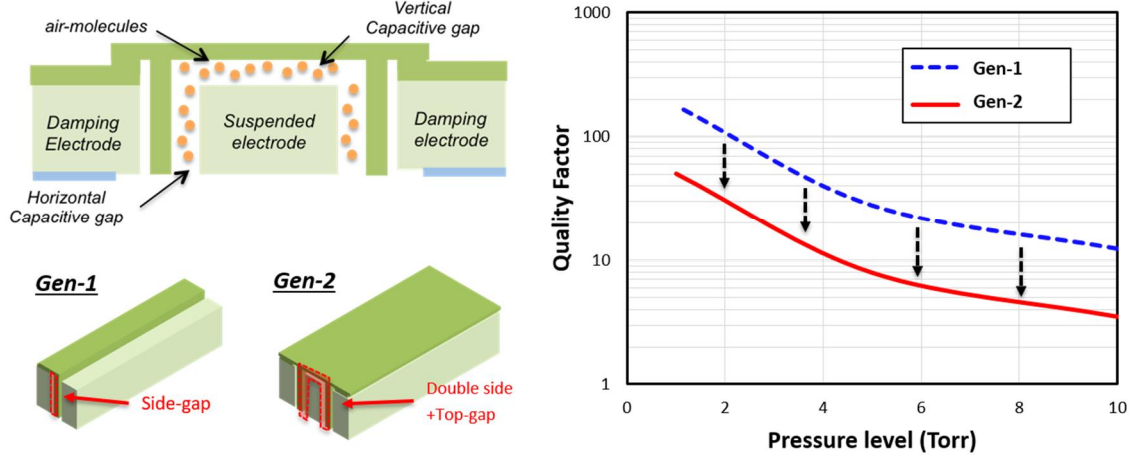 air-molecules
Vertical
Capacitive gap
Damping
Electrode
Suspended
electrode
Damping
electrode
Horizontal
Capacitive gap
Gen-1
Side-gap
Gen-2
Double side
+Top-gap
Quality Factor
1000
100
10
1
Gen-1
Gen-2
0
2
4
6
8
10
Pressure level (Torr)